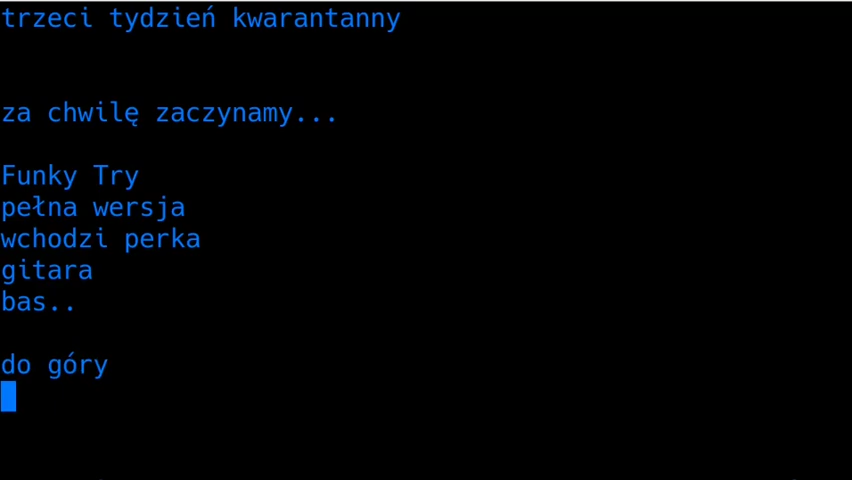 trzeci tydzień kwarantanny
za chwilę zaczynamy...
Funky Try
pełna wersja
wchodzi perka
gitara
bas..
do góry